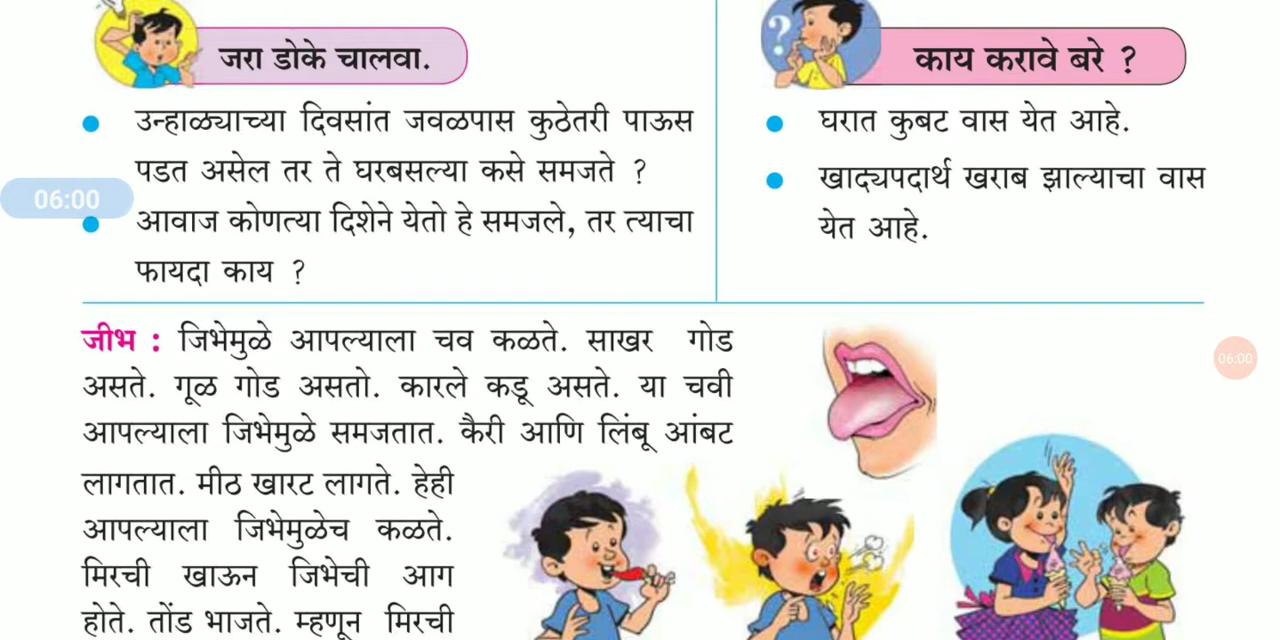 जरा डोके चालवा.
उन्हाळ्याच्या दिवसांत जवळपास कुठेतरी पाऊस
पडत असेल तर ते घरबसल्या कसे समजते ?
06:00
आवाज कोणत्या दिशेने येतो हे समजले, तर त्याचा
फायदा काय ?
?
काय करावे बरे ?
घरात कुबट वास येत आहे.
खाद्यपदार्थ खराब झाल्याचा वास
येत आहे.
जीभ : जिभेमुळे आपल्याला चव कळते. साखर गोड
असते. गूळ गोड असतो. कारले कडू असते. या चवी
आपल्याला जिभेमुळे समजतात. कैरी आणि लिंबू आंबट
लागतात. मीठ खारट लागते. हेही
आपल्याला जिभेमुळेच कळते.
मिरची खाऊन जिभेची आग
होते. तोंड भाजते. म्हणून मिरची
06:00